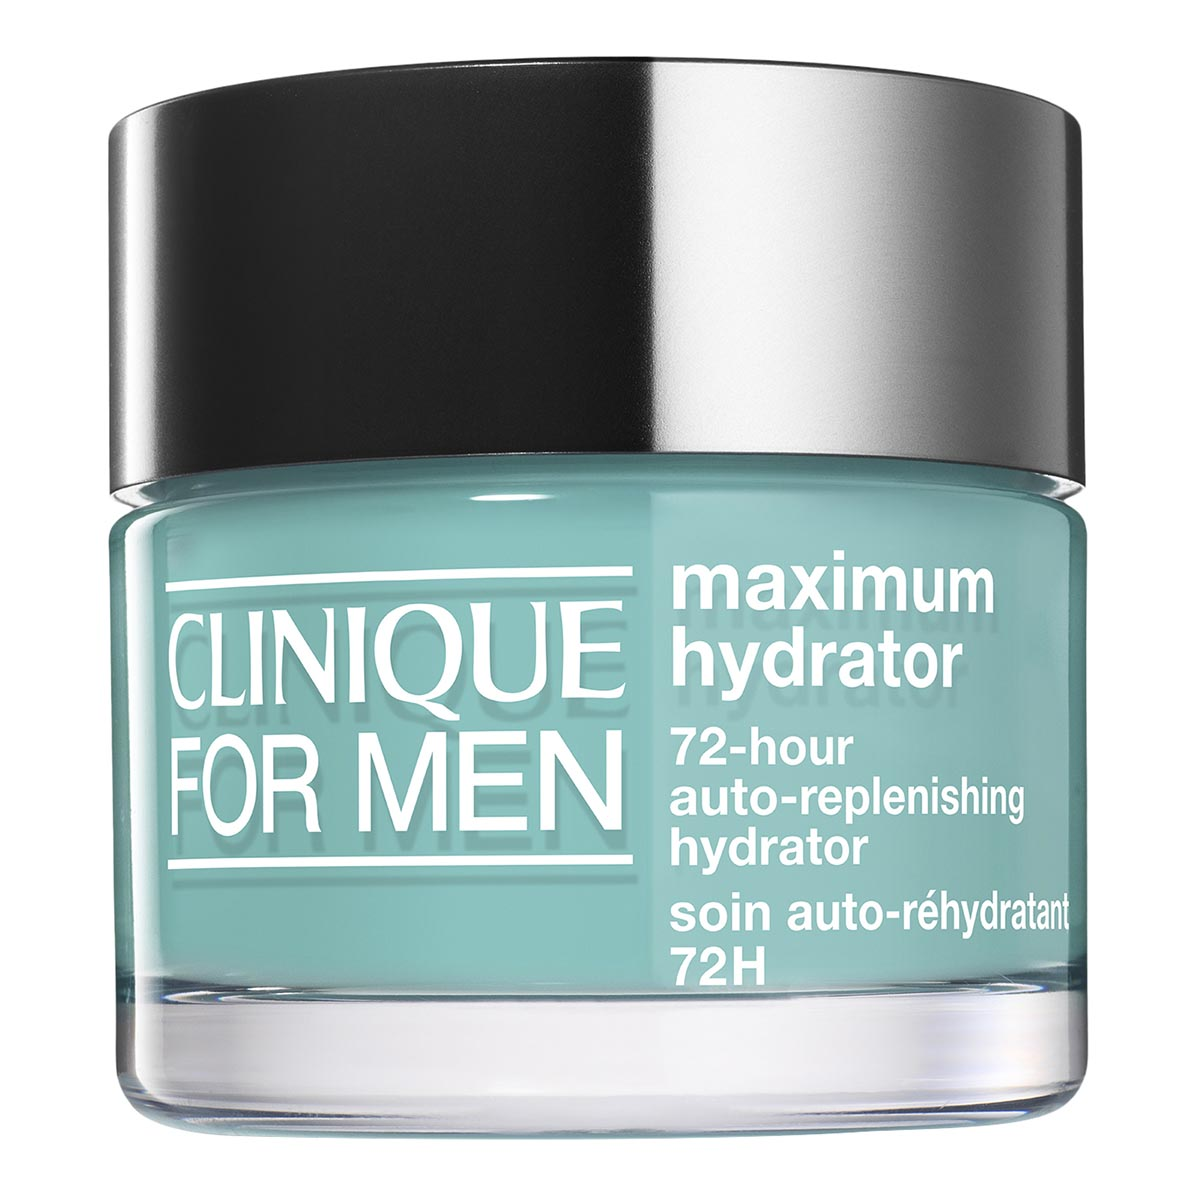 CLINIQUE
FOR MEN
maximum
hydrator
72-hour
auto-replenishing
hydrator
soin auto-réhydratant
72H